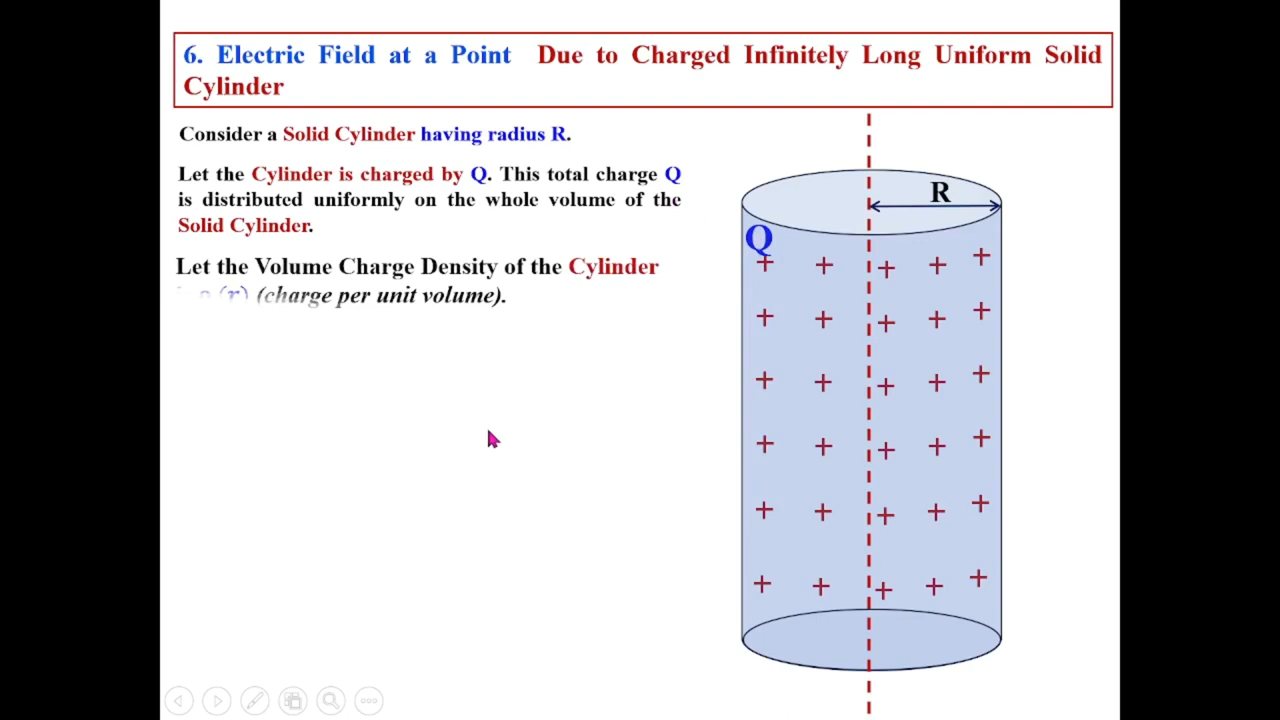 6. Electric Field at a Point Due to Charged Infinitely Long Uniform Solid
Cylinder
Consider a Solid Cylinder having radius R.
Let the Cylinder is charged by Q. This total charge Q
is distributed uniformly on the whole volume of the
Solid Cylinder.
Let the Volume Charge Density of the Cylinder
(r) (charge per unit volume).
R
Q
+ + + + +
+ + + + +
+ + + + +
+ + + + +
+ + + + +
+ + + + +